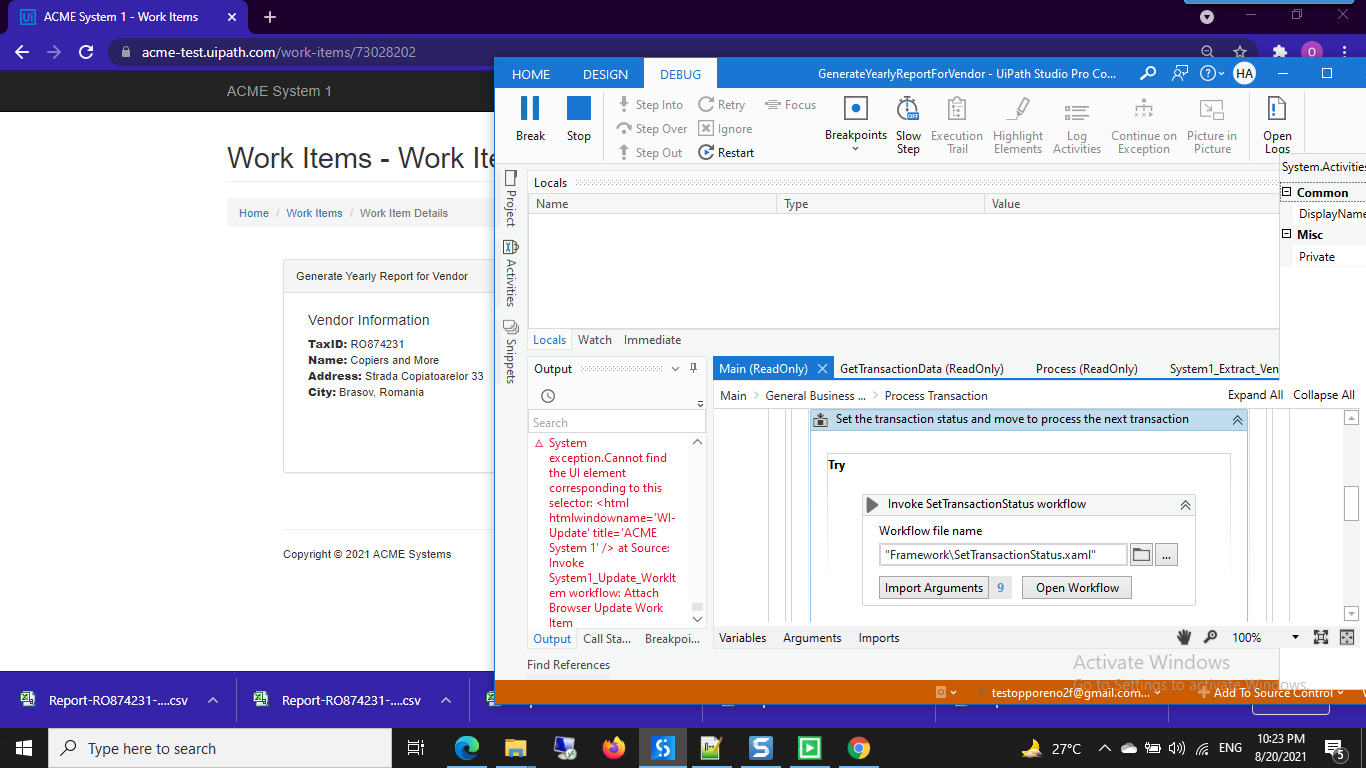 ACME System 1 - Work Items
acme-test.uipath.com/work-items/73028202
ACME System 1
Work Items - Work Ite
Home / Work Items / Work Item Details
Generate Yearly Report for Vendor
Vendor Information
TaxID: RO874231
Name: Copiers and More
Address: Strada Copiatoarelor 33
City: Brasov, Romania
Copyright © 2021 ACME Systems
HOME DESIGN DEBUG
GenerateYearlyReportForVendor - UiPath Studio Pro Co...
HA
Break
Stop
Step Into
Step Over
Step Out
Retry
Ignore
Restart
Focus
Breakpoints
Slow Step
Execution Trail
Highlight Elements
Log Activities
Continue on Exception
Picture in Picture
Open Logs
Project
Activities
Snippets
Locals
Name Type Value
Locals Watch Immediate
System.Activities
Common
DisplayName
Misc
Private
Output
Search
System
exception.Cannot find
the UI element
corresponding to this
selector: <html
htmlwindowname='WI-
Update' title='ACME
System 1' /> at Source:
Invoke
System1_Update_WorkIt
em workflow: Attach
Browser Update Work
Item
Output Call Sta... Breakpoi...
Find References
Main (ReadOnly) GetTransactionData (ReadOnly) Process (ReadOnly) System1_Extract_Ven
Main > General Business ... > Process Transaction
Expand All Collapse All
Set the transaction status and move to process the next transaction
Try
Invoke SetTransactionStatus workflow
Workflow file name
"Framework\SetTransactionStatus.xaml"
...
Import Arguments 9 Open Workflow
Variables Arguments Imports
100%
Activate Windows
Go to Settings to activate Windows.
testopporeno2f@gmail.com...
Add To Source Control
Report-RO874231-....csv
Report-RO874231-....csv
Type here to search
27°C
ENG
10:23 PM
8/20/2021
5